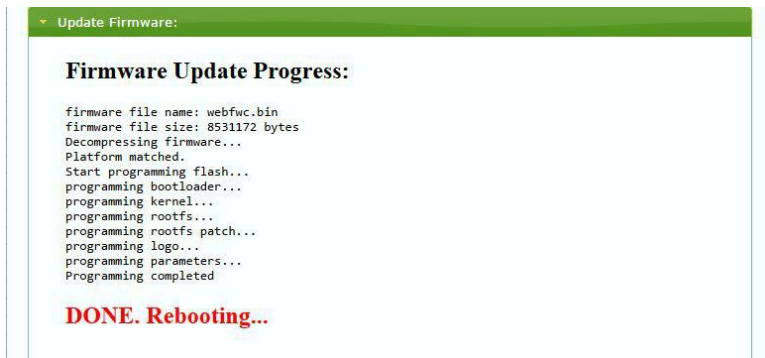 Update Firmware:
Firmware Update Progress:
firmware file name: webfwc.bin
firmware file size: 8531172 bytes
Decompressing firmware...
Platform matched.
Start programming flash...
programming bootloader...
programming kernel...
programming rootfs...
programming rootfs patch...
programming logo...
programming parameters...
Programming completed
DONE. Rebooting...